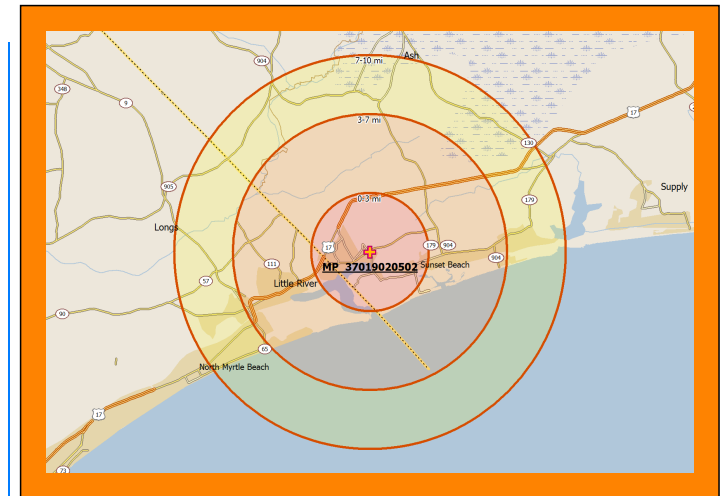 904
Ash
7-10 mi
348
9
17
3-7 mi
130
905
Supply
0-3 mi
179
Longs
17
179
904
904
111
MP_37019020502
Sunset Beach
57
Little River
90
65
North Myrtle Beach
17
73